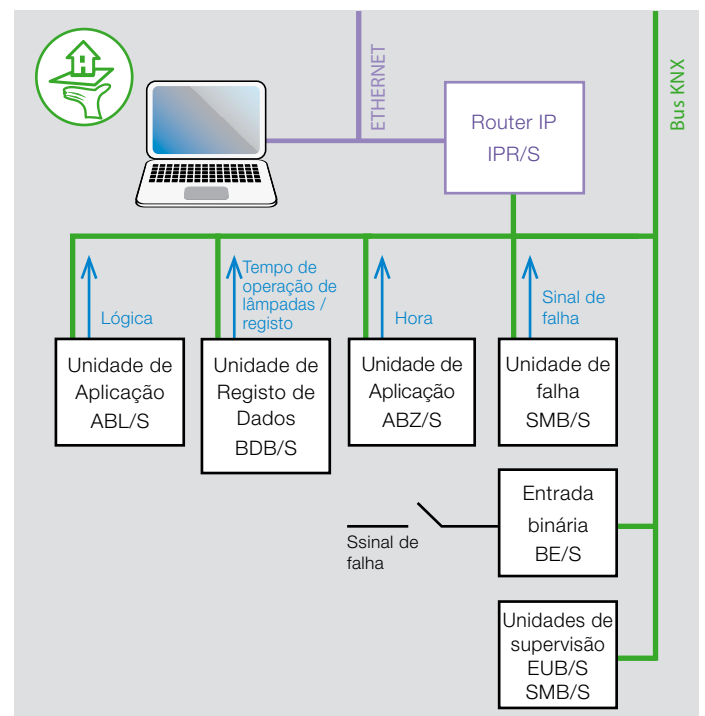 ETHERNET
Bus KNX
Router IP
IPR/S
Lógica
Tempo de
operação de
lâmpadas /
registo
Hora
Sinal de
falha
Unidade de
Aplicação
ABL/S
Unidade de
Registo de
Dados
BDB/S
Unidade de
Aplicação
ABZ/S
Unidade de
falha
SMB/S
Entrada
binária
BE/S
Ssinal de
falha
Unidades de
supervisão
EUB/S
SMB/S